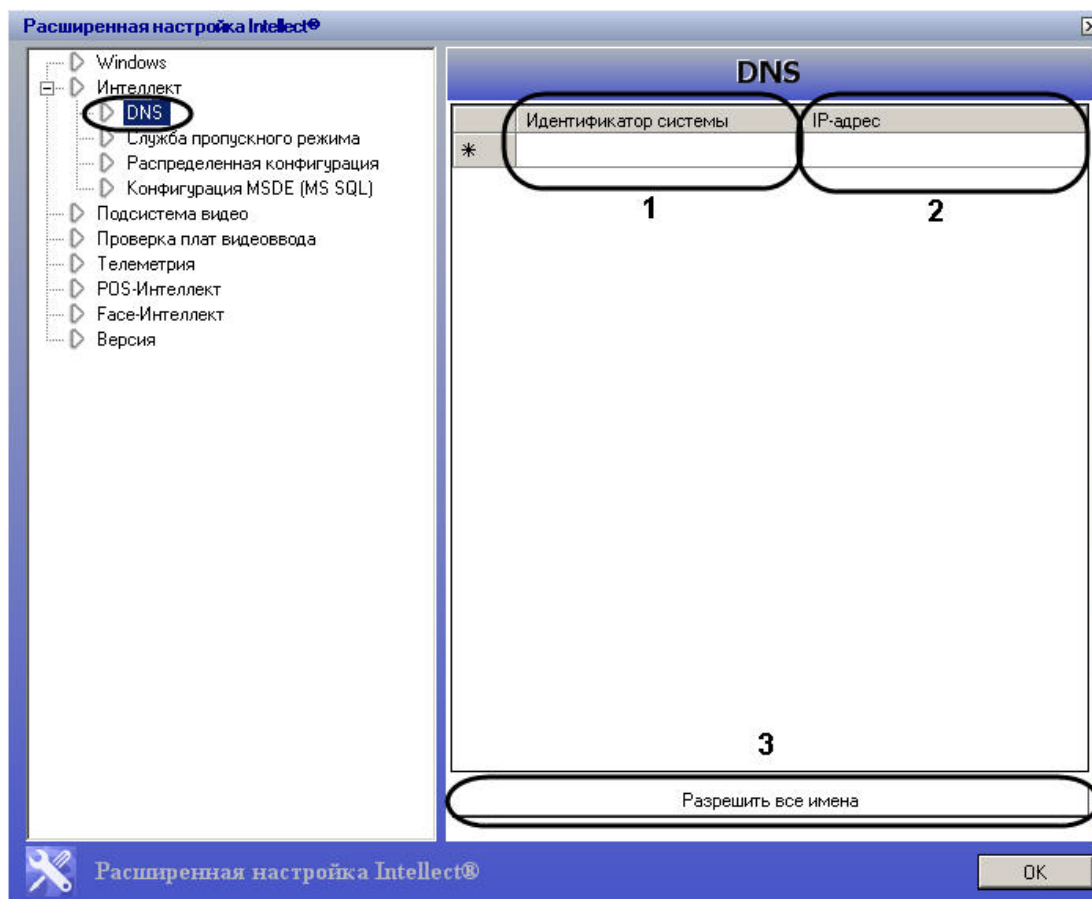 Расширенная настройка Intellect®
Windows
Интеллект
DNS
Служба пропускного режима
Распределенная конфигурация
Конфигурация MSDE (MS SQL)
Подсистема видео
Проверка плат видеоввода
Телеметрия
POS-Интеллект
Face-Интеллект
Версия
DNS
Идентификатор системы IP-адрес
*
1 2
3
Разрешить все имена
Расширенная настройка Intellect®
OK